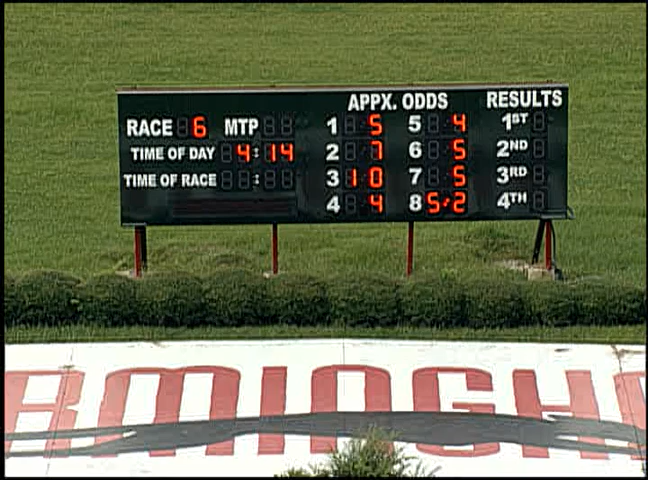 APPX. ODDS RESULTS
RACE 6 MTP 1 5 5 4 1ST
TIME OF DAY 4:14 2 7 6 5 2ND
TIME OF RACE : 3 10 7 5 3RD
4 4 8 5-2 4TH
RMINGH